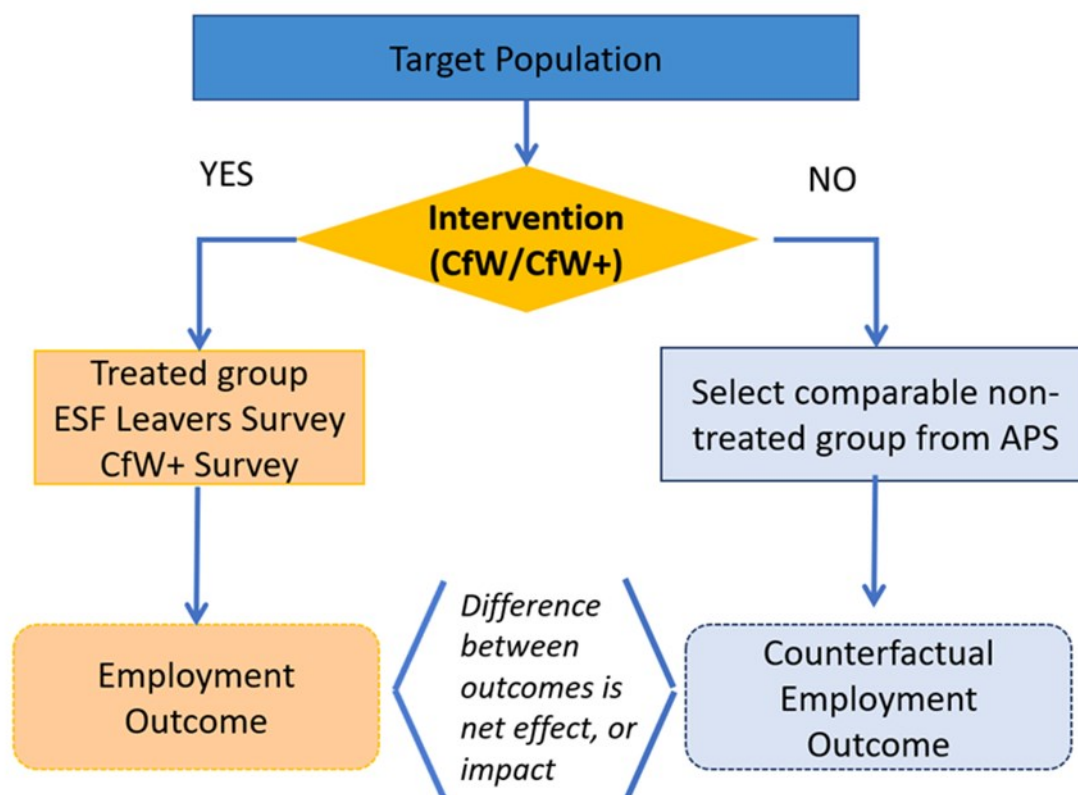 Target Population
YES
NO
Intervention
(CfW/CfW+)
Treated group
ESF Leavers Survey
CfW+ Survey
Select comparable non-
treated group from APS
Employment
Outcome
Difference
between
outcomes is
net effect, or
impact
Counterfactual
Employment
Outcome